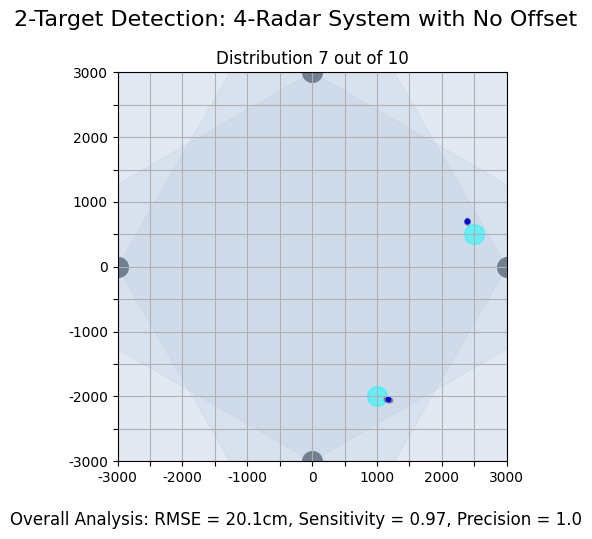 2-Target Detection: 4-Radar System with No Offset
Distribution 7 out of 10
3000
2000
1000
0
-1000
-2000
-3000
-3000 -2000 -1000 0 1000 2000 3000
Overall Analysis: RMSE = 20.1cm, Sensitivity = 0.97, Precision = 1.0